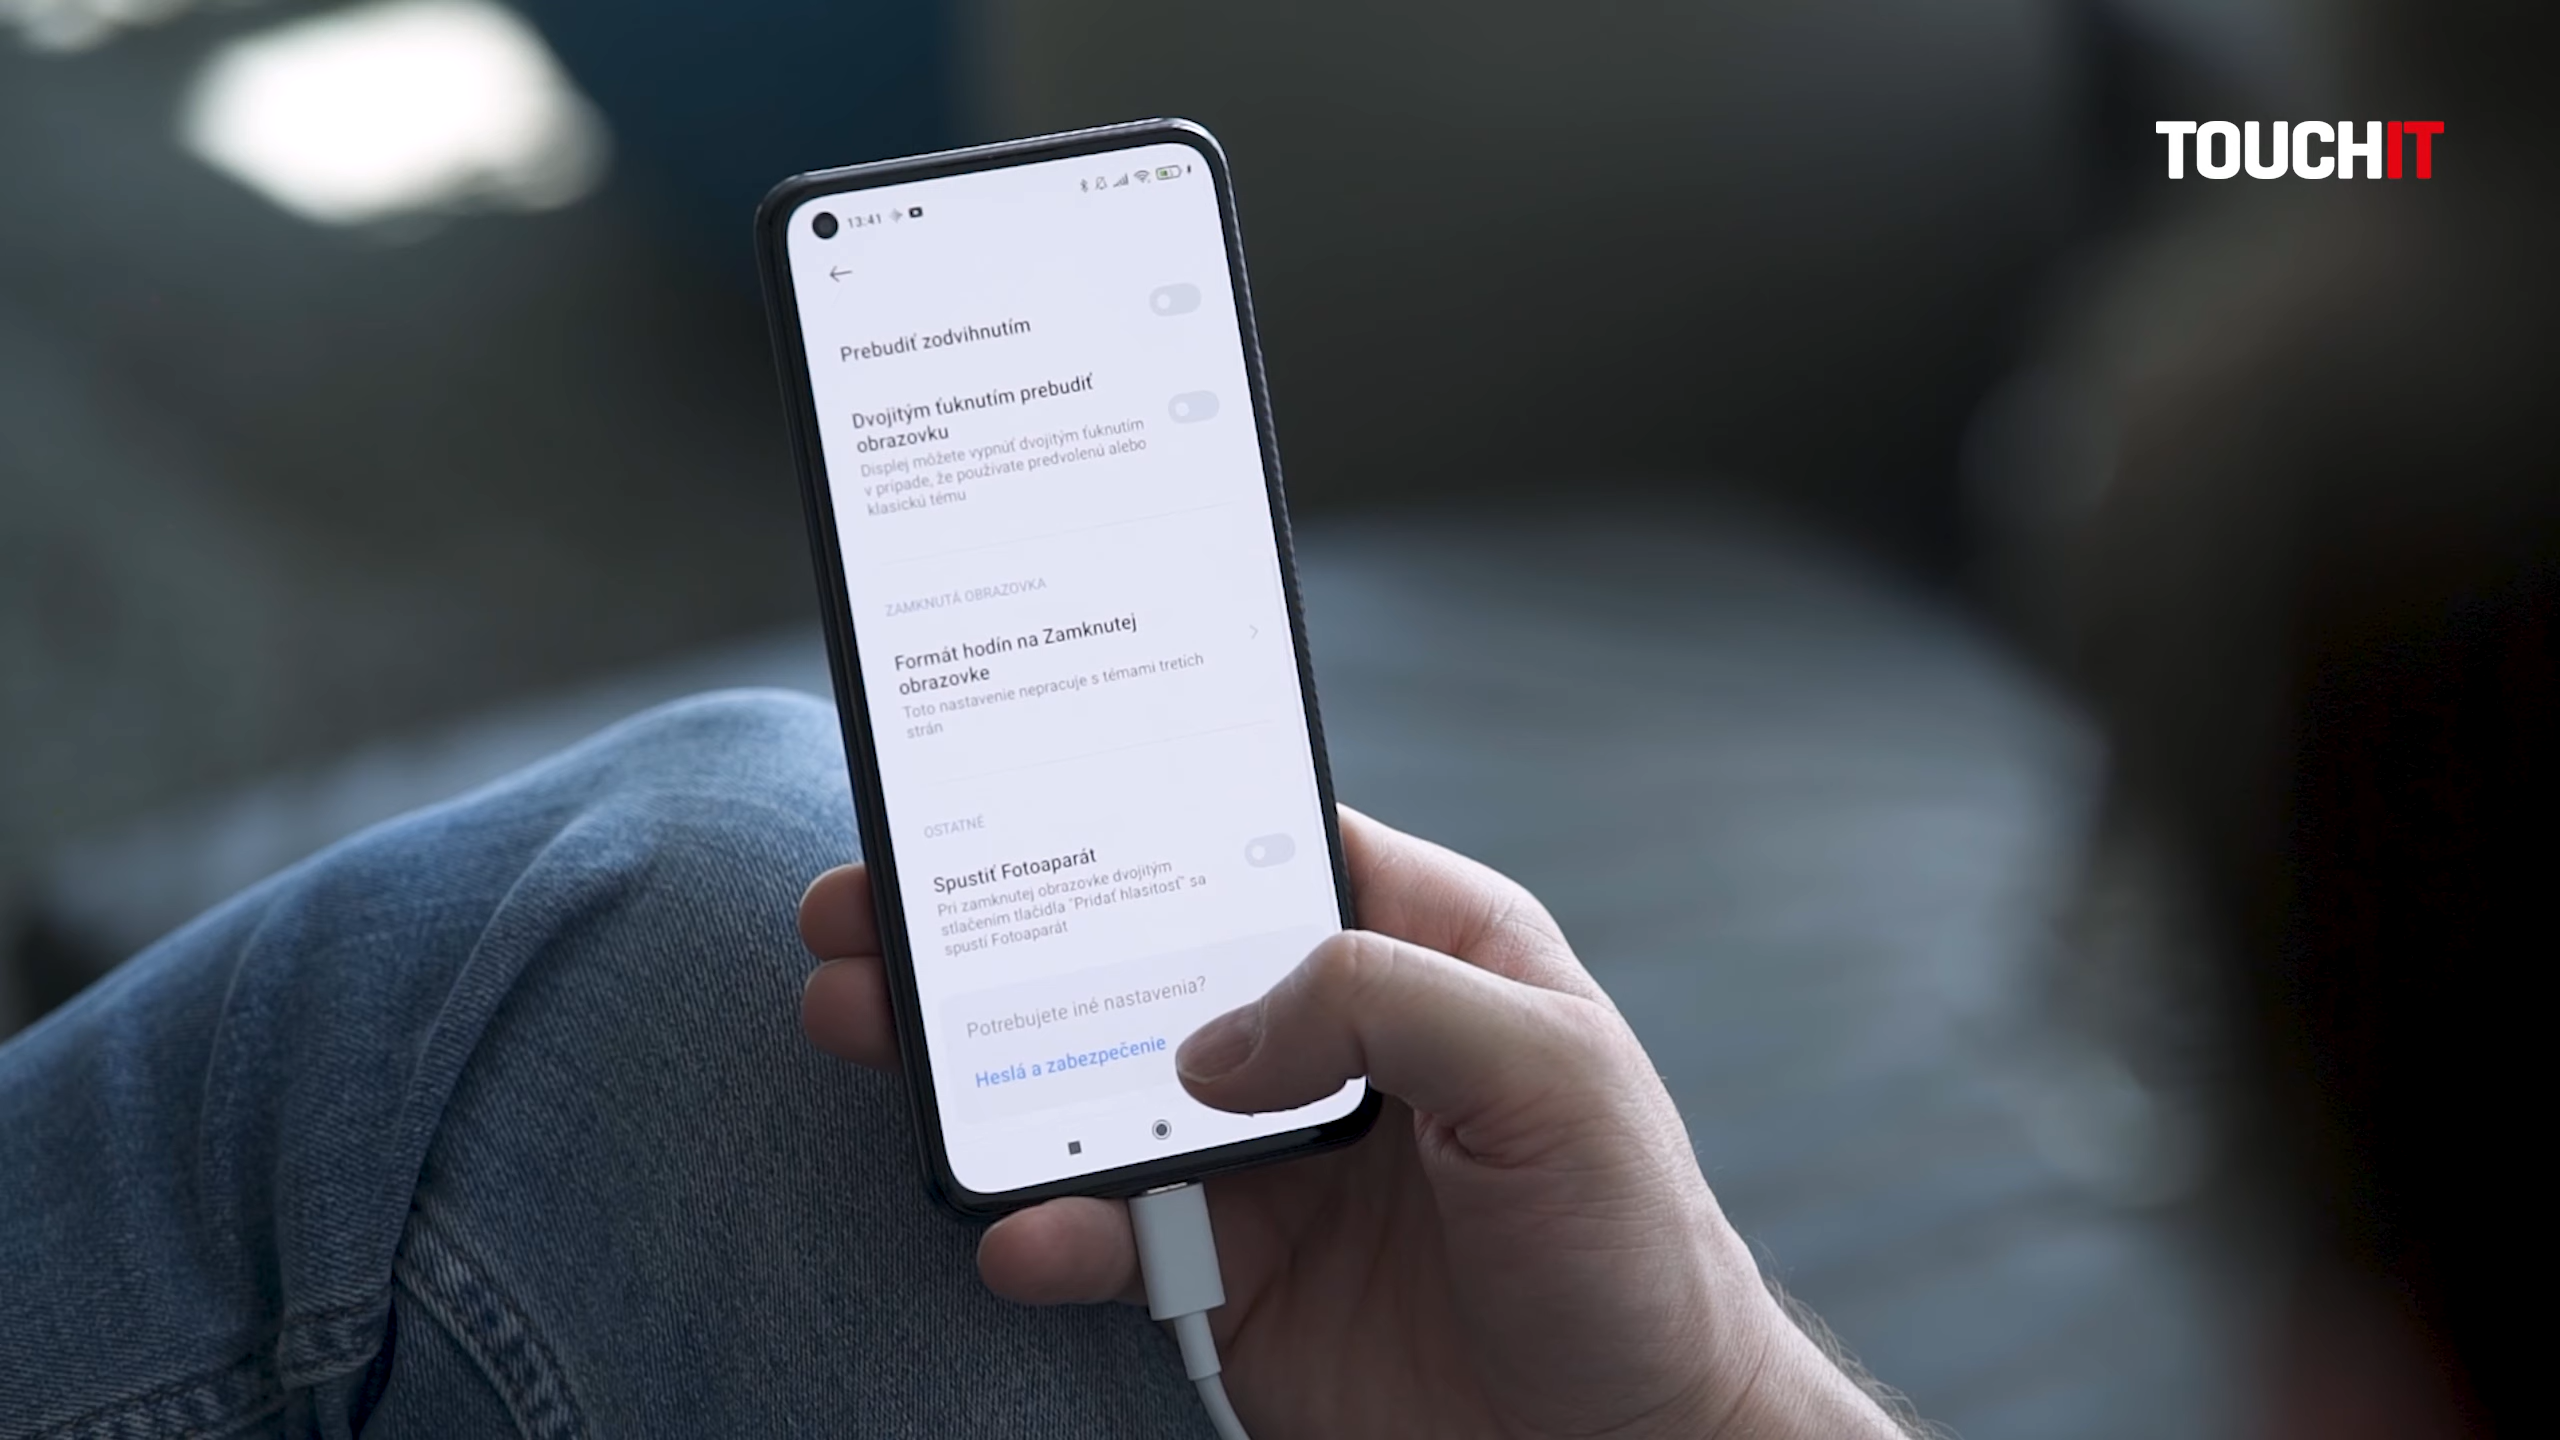 TOUCHIT
13:41
Prebudiť zodvihnutím
Dvojitým ťuknutím prebudiť
obrazovku
Displej môžete vypnúť dvojitým ťuknutím
v prípade, že používate predvolenú alebo
klasickú tému
ZAMKNUTÁ OBRAZOVKA
Formát hodín na Zamknutej
obrazovke
Toto nastavenie nepracuje s témami tretích
strán
OSTATNÉ
Spustiť Fotoaparát
Pri zamknutej obrazovke dvojitým
stlačením tlačidla "Pridať hlasitosť" sa
spustí Fotoaparát
Potrebujete iné nastavenia?
Heslá a zabezpečenie